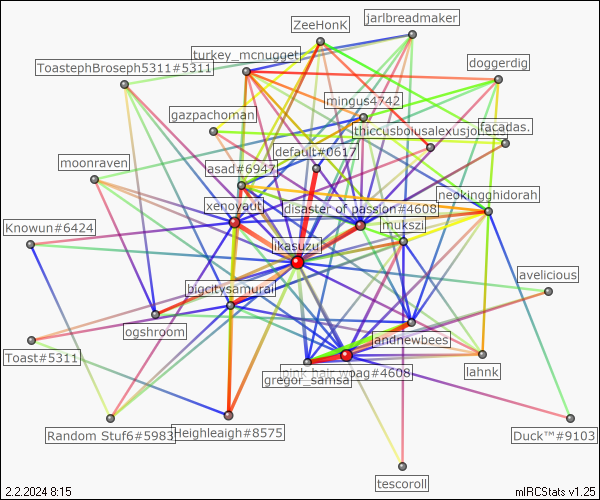 jarlbreadmaker
ZeeHonK
turkey_mcnugget
ToastephBroseph5311#5311
doggerdig
mingus4742
gazpachoman
thiccusboiusalexusjo
facadas.
default#0617
moonraven
asad#6947
neokingghidorah
xenoyaut
disaster of passion#4608
mukszi
Knowun#6424
ikasuzu
avelicious
bigcitysamurai
ogshroom
andnewbees
Toast#5311
pink hair wpag#4608
lahnk
gregor_samsa
Random Stuf6#5983
Heighleigh#8575
Duck™#9103
tescoroll
2.2.2024 8:15
mIRCStats v1.25